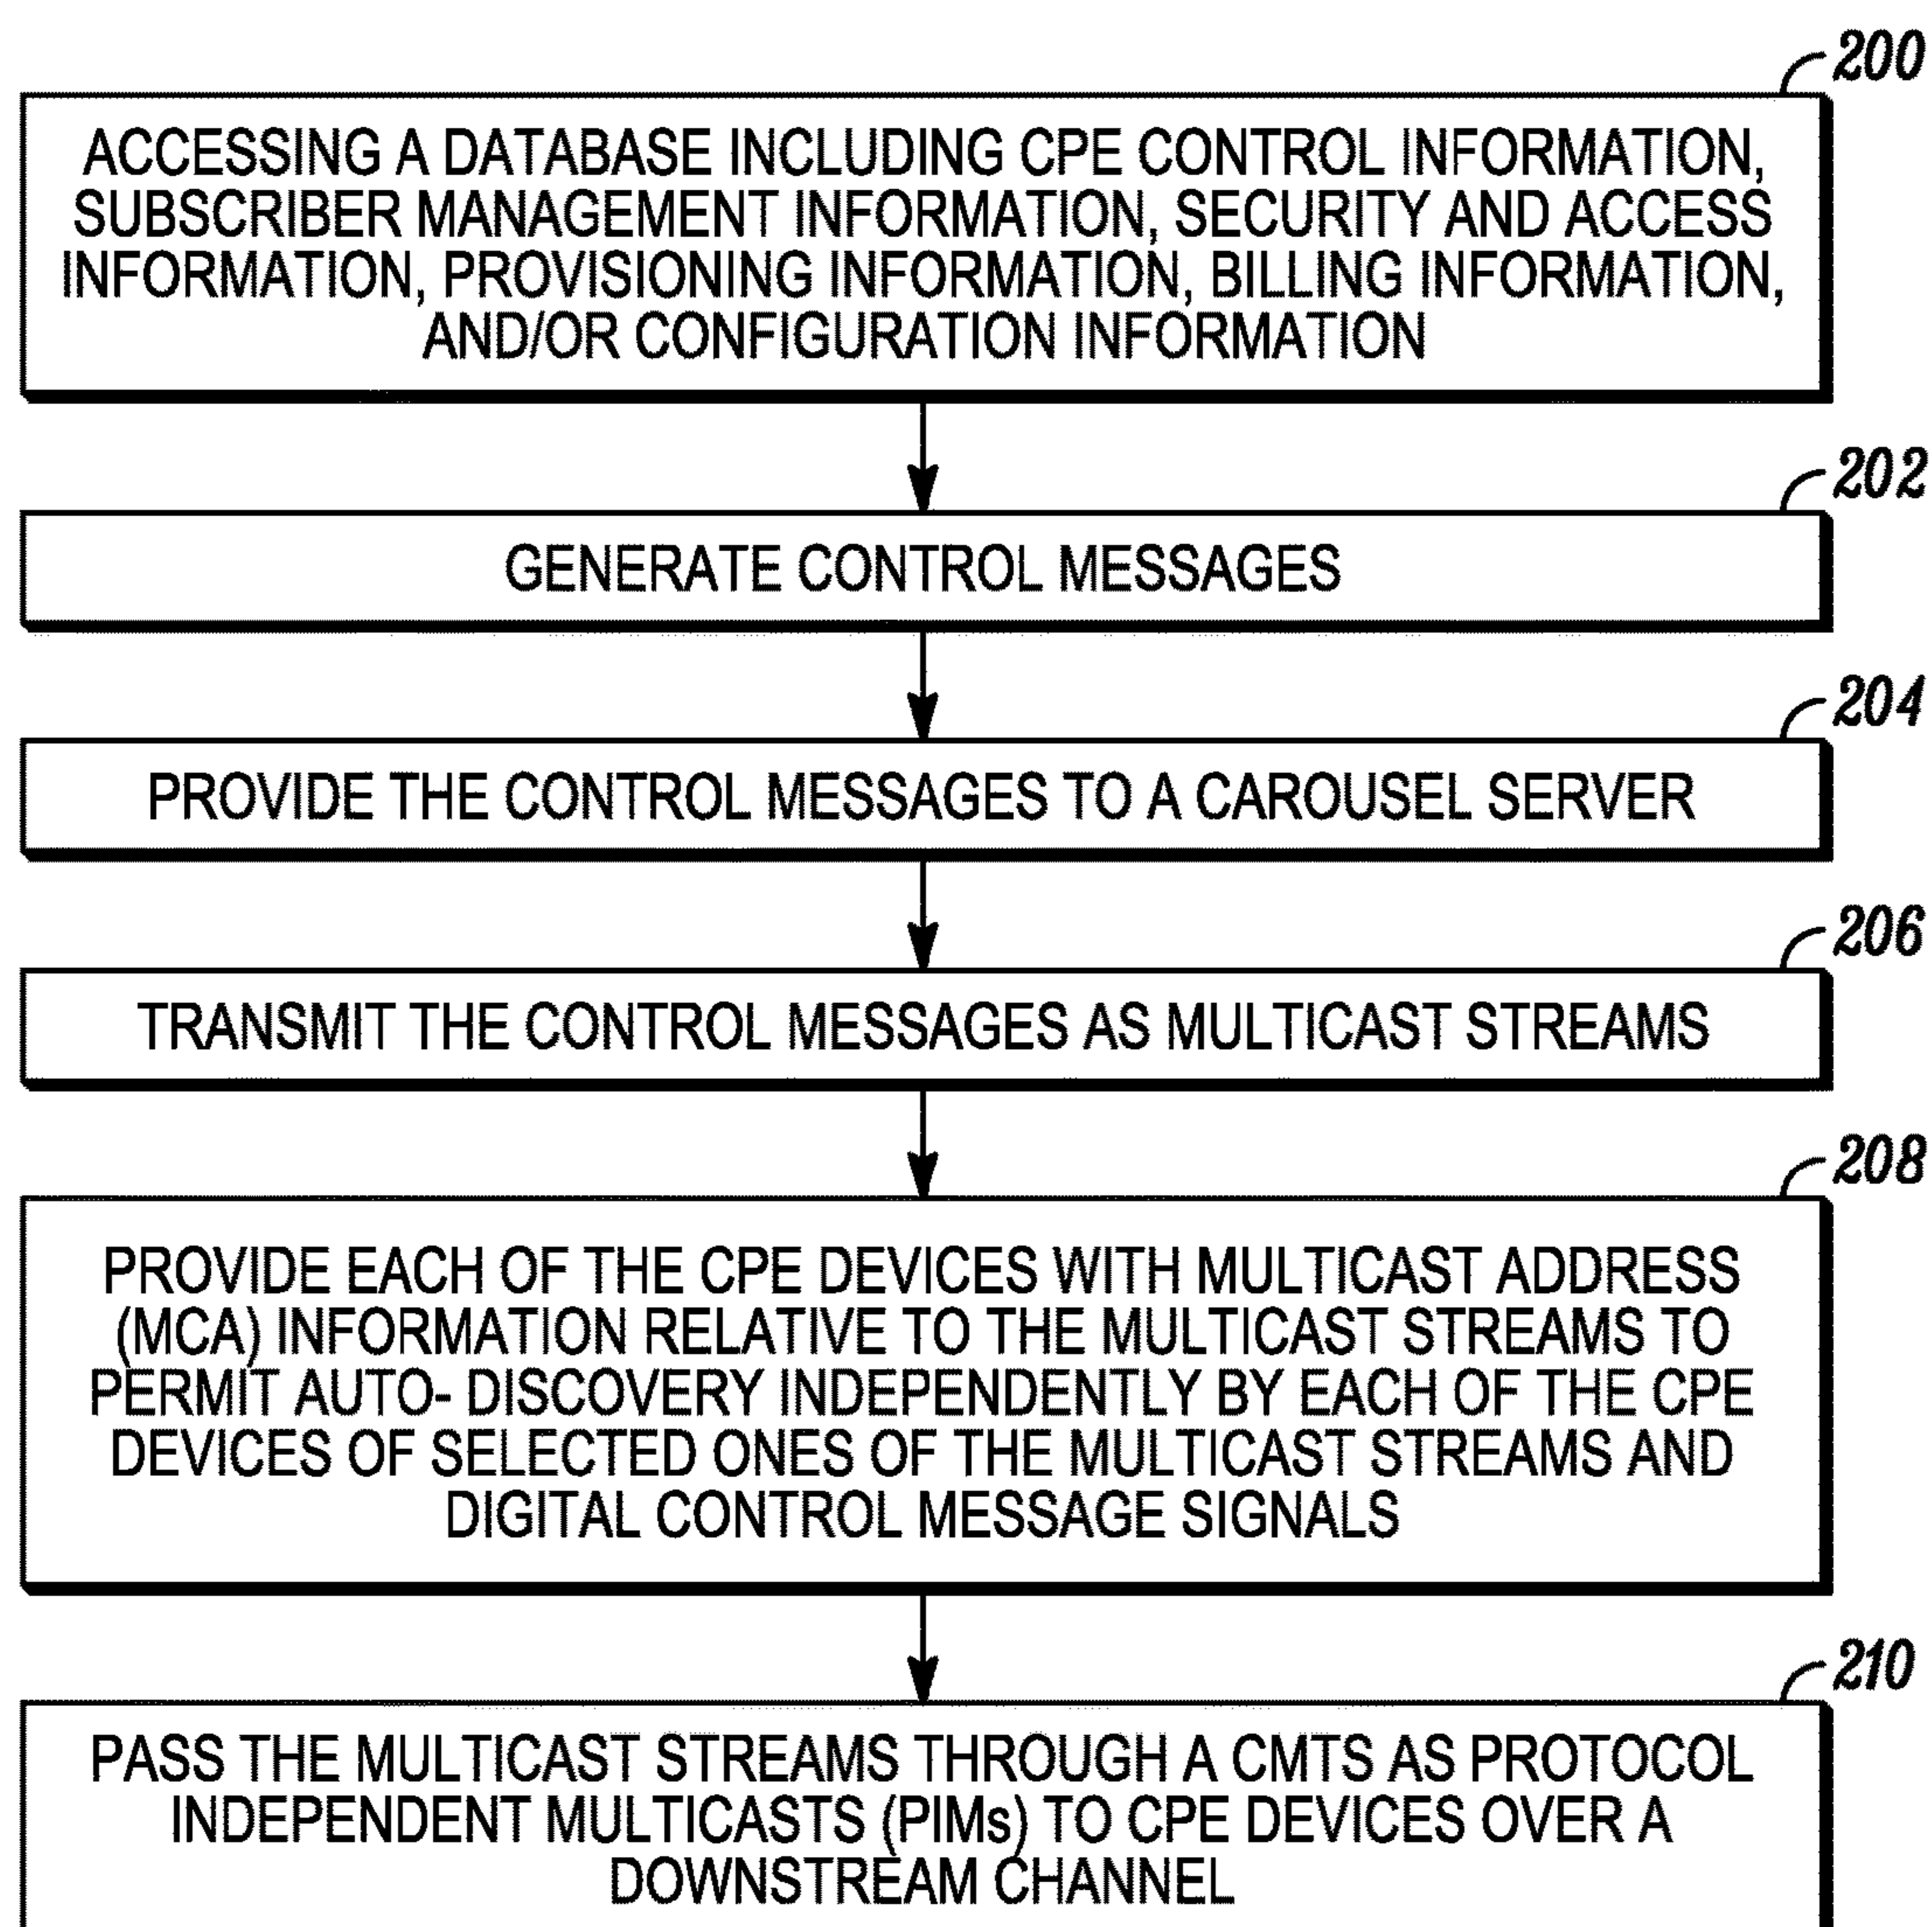 200
ACCESSING A DATABASE INCLUDING CPE CONTROL INFORMATION,
SUBSCRIBER MANAGEMENT INFORMATION, SECURITY AND ACCESS
INFORMATION, PROVISIONING INFORMATION, BILLING INFORMATION,
AND/OR CONFIGURATION INFORMATION
202
GENERATE CONTROL MESSAGES
204
PROVIDE THE CONTROL MESSAGES TO A CAROUSEL SERVER
206
TRANSMIT THE CONTROL MESSAGES AS MULTICAST STREAMS
208
PROVIDE EACH OF THE CPE DEVICES WITH MULTICAST ADDRESS
(MCA) INFORMATION RELATIVE TO THE MULTICAST STREAMS TO
PERMIT AUTO- DISCOVERY INDEPENDENTLY BY EACH OF THE CPE
DEVICES OF SELECTED ONES OF THE MULTICAST STREAMS AND
DIGITAL CONTROL MESSAGE SIGNALS
210
PASS THE MULTICAST STREAMS THROUGH A CMTS AS PROTOCOL
INDEPENDENT MULTICASTS (PIMs) TO CPE DEVICES OVER A
DOWNSTREAM CHANNEL